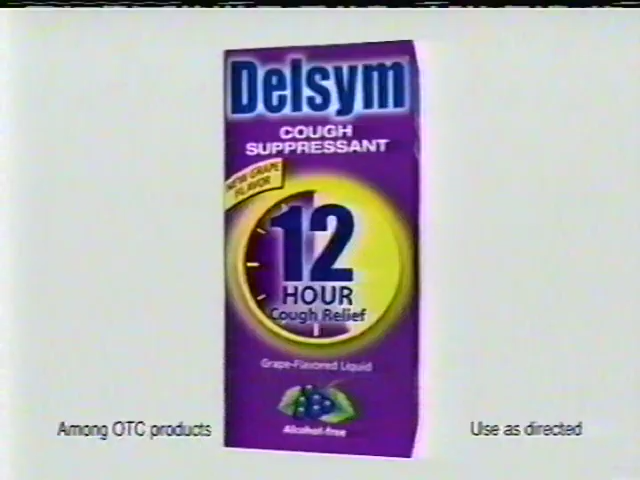 Delsym
COUGH
SUPPRESSANT
NEW GRAPE
FLAVOR
12
HOUR
Cough Relief
Grape-Flavored Liquid
Alcohol-free
Among OTC products
Use as directed